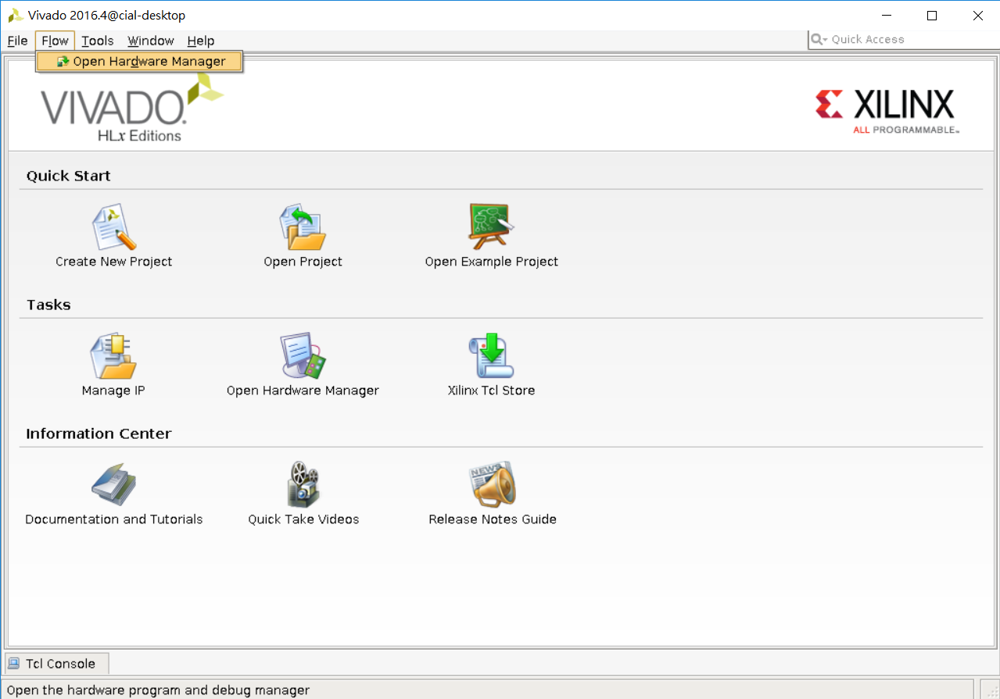 Vivado 2016.4@cial-desktop
File Flow Tools Window Help
Quick Access
Open Hardware Manager
VIVADO
HLx Editions
XILINX
ALL PROGRAMMABLE™
Quick Start
Create New Project
Open Project
Open Example Project
Tasks
Manage IP
Open Hardware Manager
Xilinx Tcl Store
Information Center
NEWS
Documentation and Tutorials
Quick Take Videos
Release Notes Guide
Tcl Console
Open the hardware program and debug manager